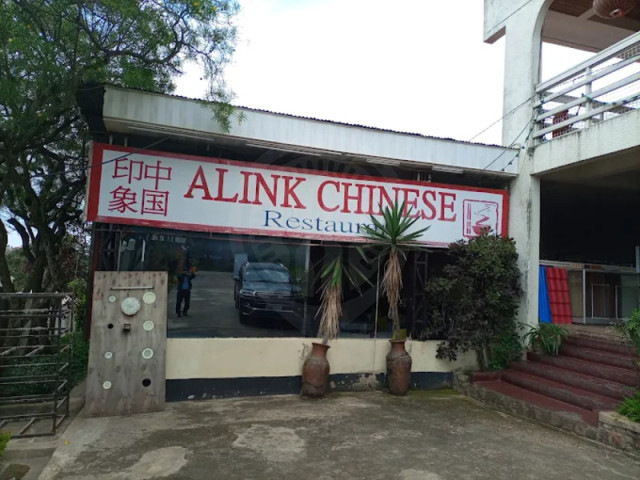 印象中国
ALINK CHINESE
Restaur